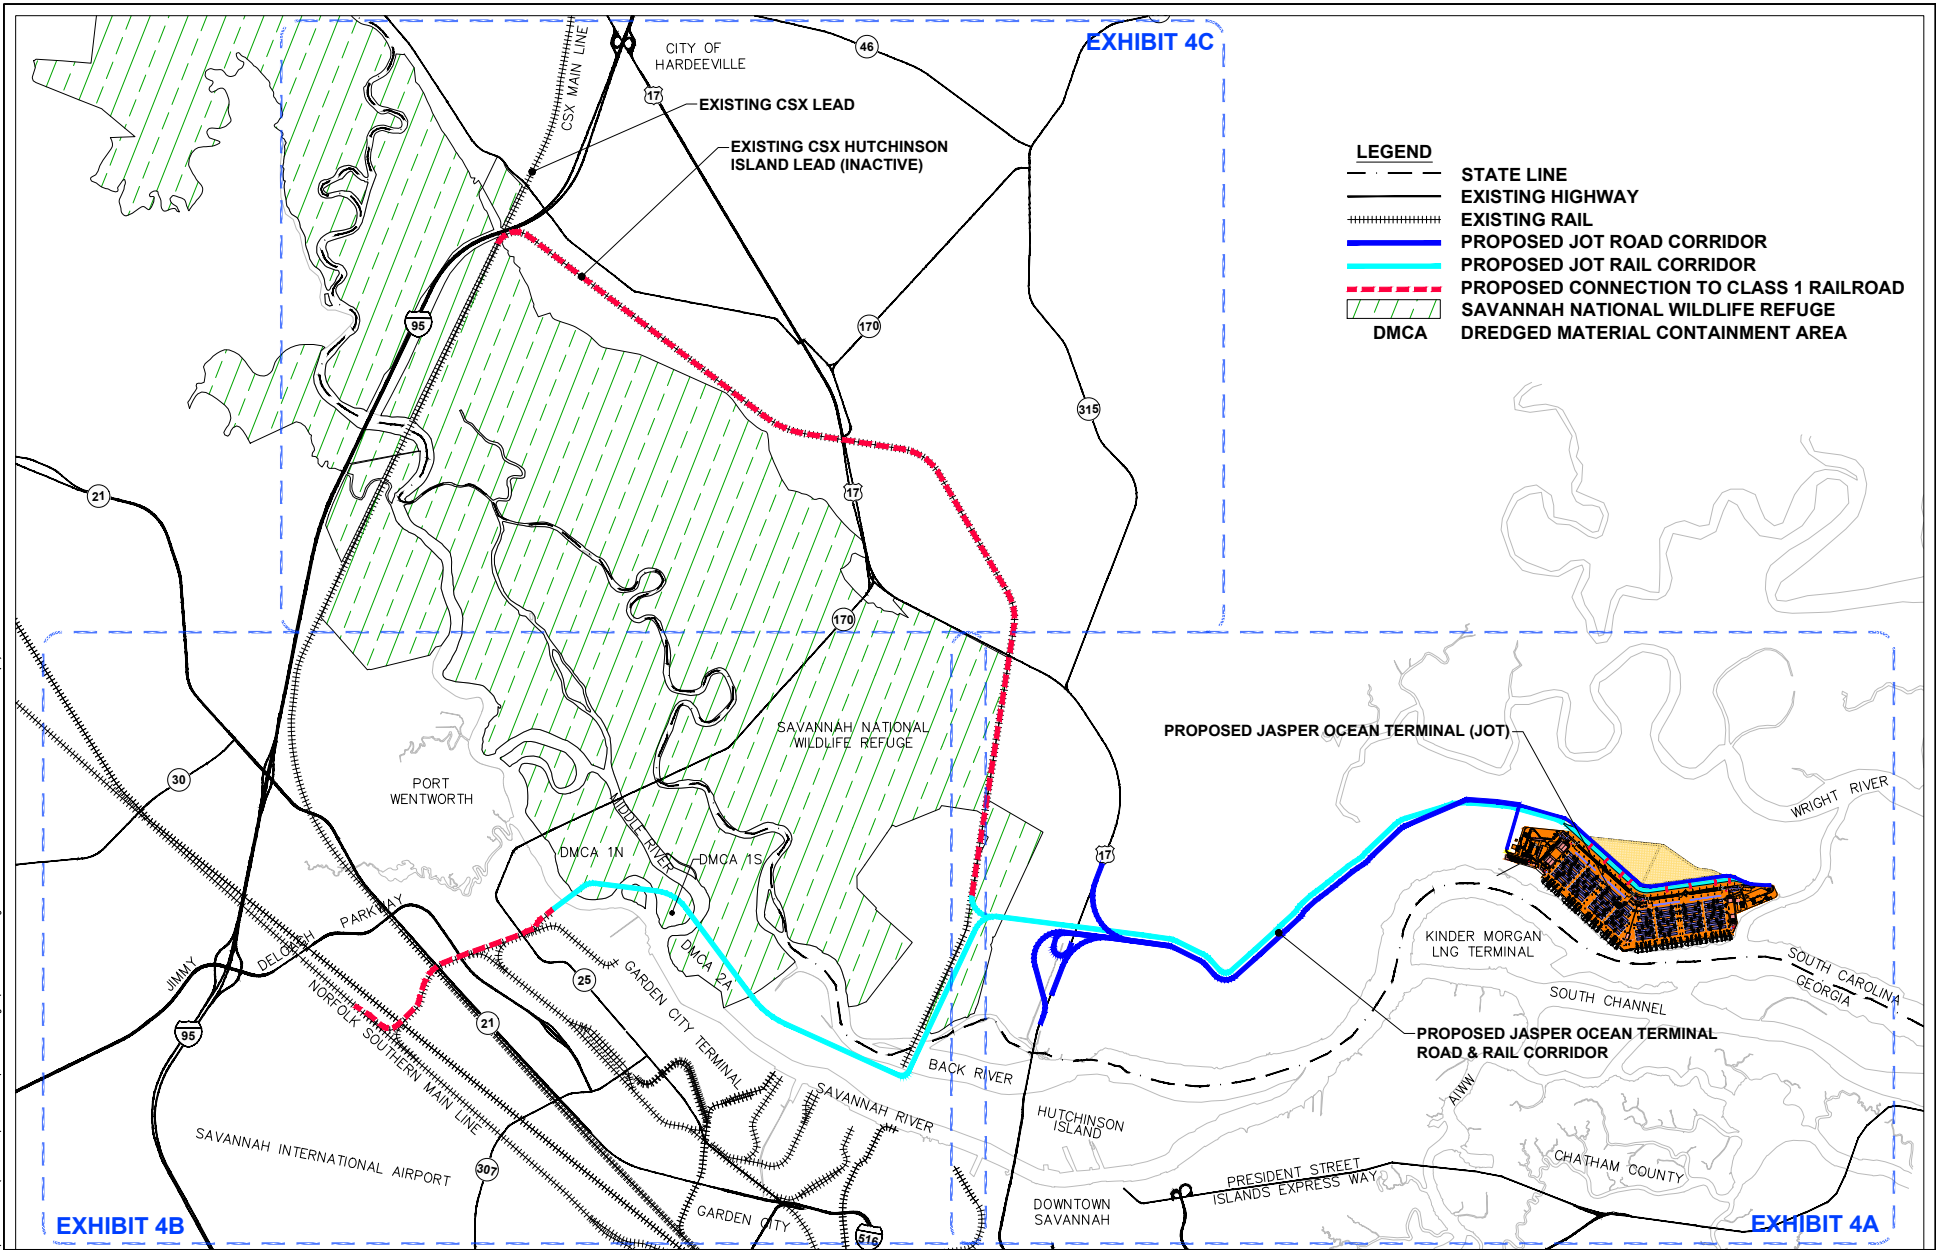 EXHIBIT 4C
CITY OF
HARDEEVILLE
CSX MAIN LINE
46
17
EXISTING CSX LEAD
EXISTING CSX HUTCHINSON
ISLAND LEAD (INACTIVE)
LEGEND
STATE LINE
EXISTING HIGHWAY
EXISTING RAIL
PROPOSED JOT ROAD CORRIDOR
PROPOSED JOT RAIL CORRIDOR
PROPOSED CONNECTION TO CLASS 1 RAILROAD
SAVANNAH NATIONAL WILDLIFE REFUGE
DMCA DREDGED MATERIAL CONTAINMENT AREA
95
170
315
21
17
170
SAVANNAH NATIONAL
WILDLIFE REFUGE
PROPOSED JASPER OCEAN TERMINAL (JOT)
30
PORT
WENTWORTH
WRIGHT RIVER
MIDDLE RIVER
DMCA 1N
DMCA 1S
17
JIMMY
DELOACH
PARKWAY
DMCA 2A
KINDER MORGAN
LNG TERMINAL
SOUTH CAROLINA
GEORGIA
25
GARDEN CITY TERMINAL
SOUTH CHANNEL
NORFOLK SOUTHERN MAIN LINE
21
95
PROPOSED JASPER OCEAN TERMINAL
ROAD & RAIL CORRIDOR
BACK RIVER
SAVANNAH RIVER
AIWW
HUTCHINSON
ISLAND
SAVANNAH INTERNATIONAL AIRPORT
307
PRESIDENT STREET
ISLANDS EXPRESS WAY
CHATHAM COUNTY
DOWNTOWN
SAVANNAH
GARDEN CITY
516
EXHIBIT 4B
EXHIBIT 4A